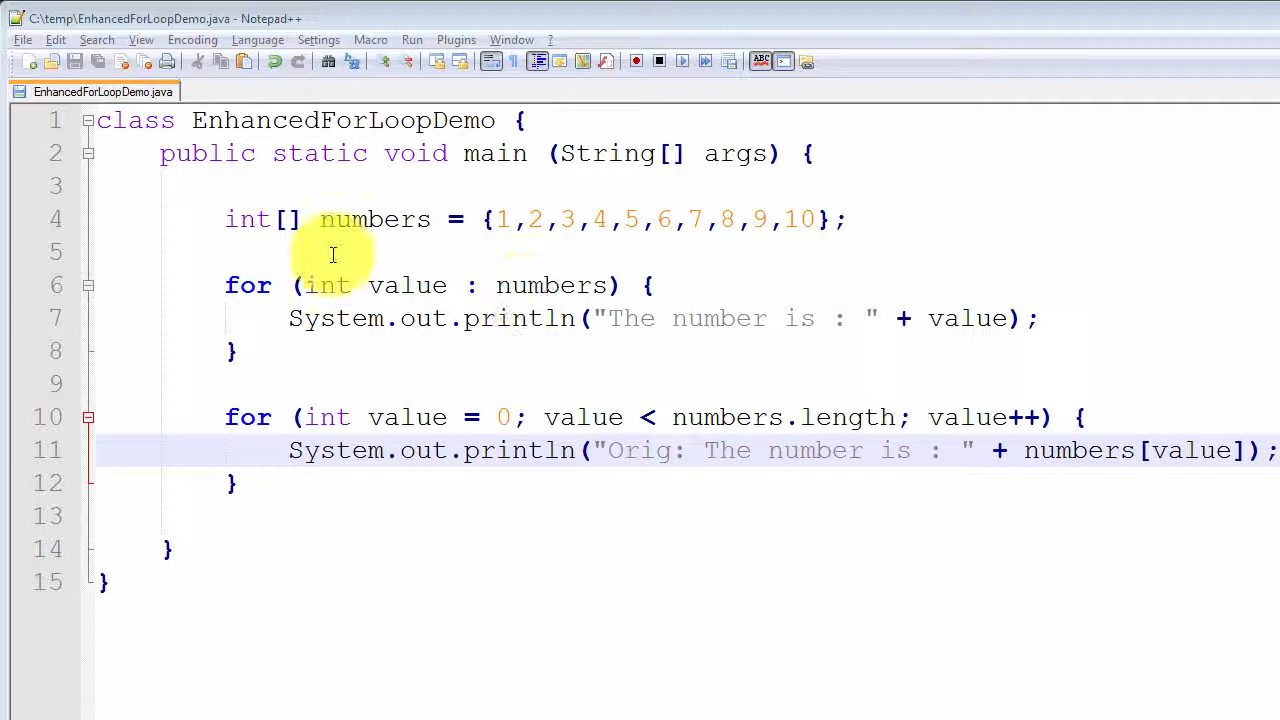 C:\temp\EnhancedForLoopDemo.java - Notepad++
File Edit Search View Encoding Language Settings Macro Run Plugins Window ?
ABC
EnhancedForLoopDemo.java
1 class EnhancedForLoopDemo {
2 public static void main (String[] args) {
3
4 int[] numbers = {1,2,3,4,5,6,7,8,9,10};
5
6 for (int value : numbers) {
7 System.out.println("The number is : " + value);
8 }
9
10 for (int value = 0; value < numbers.length; value++) {
11 System.out.println("Orig: The number is : " + numbers[value]);
12 }
13
14 }
15 }